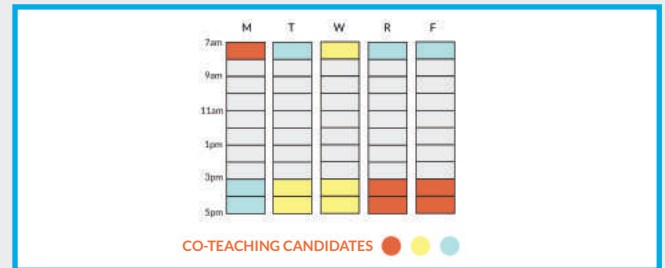 M T W R F
7am
9am
11am
1pm
3pm
5pm
CO-TEACHING CANDIDATES